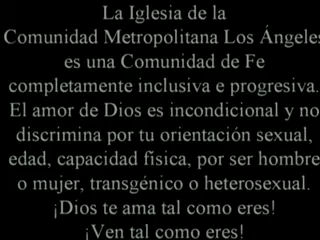 La Iglesia de la
Comunidad Metropolitana Los Ángeles
es una Comunidad de Fe
completamente inclusiva e progresiva.
El amor de Dios es incondicional y no
discrimina por tu orientación sexual,
edad, capacidad física, por ser hombre
o mujer, transgénico o heterosexual.
¡Dios te ama tal como eres!
¡Ven tal como eres!